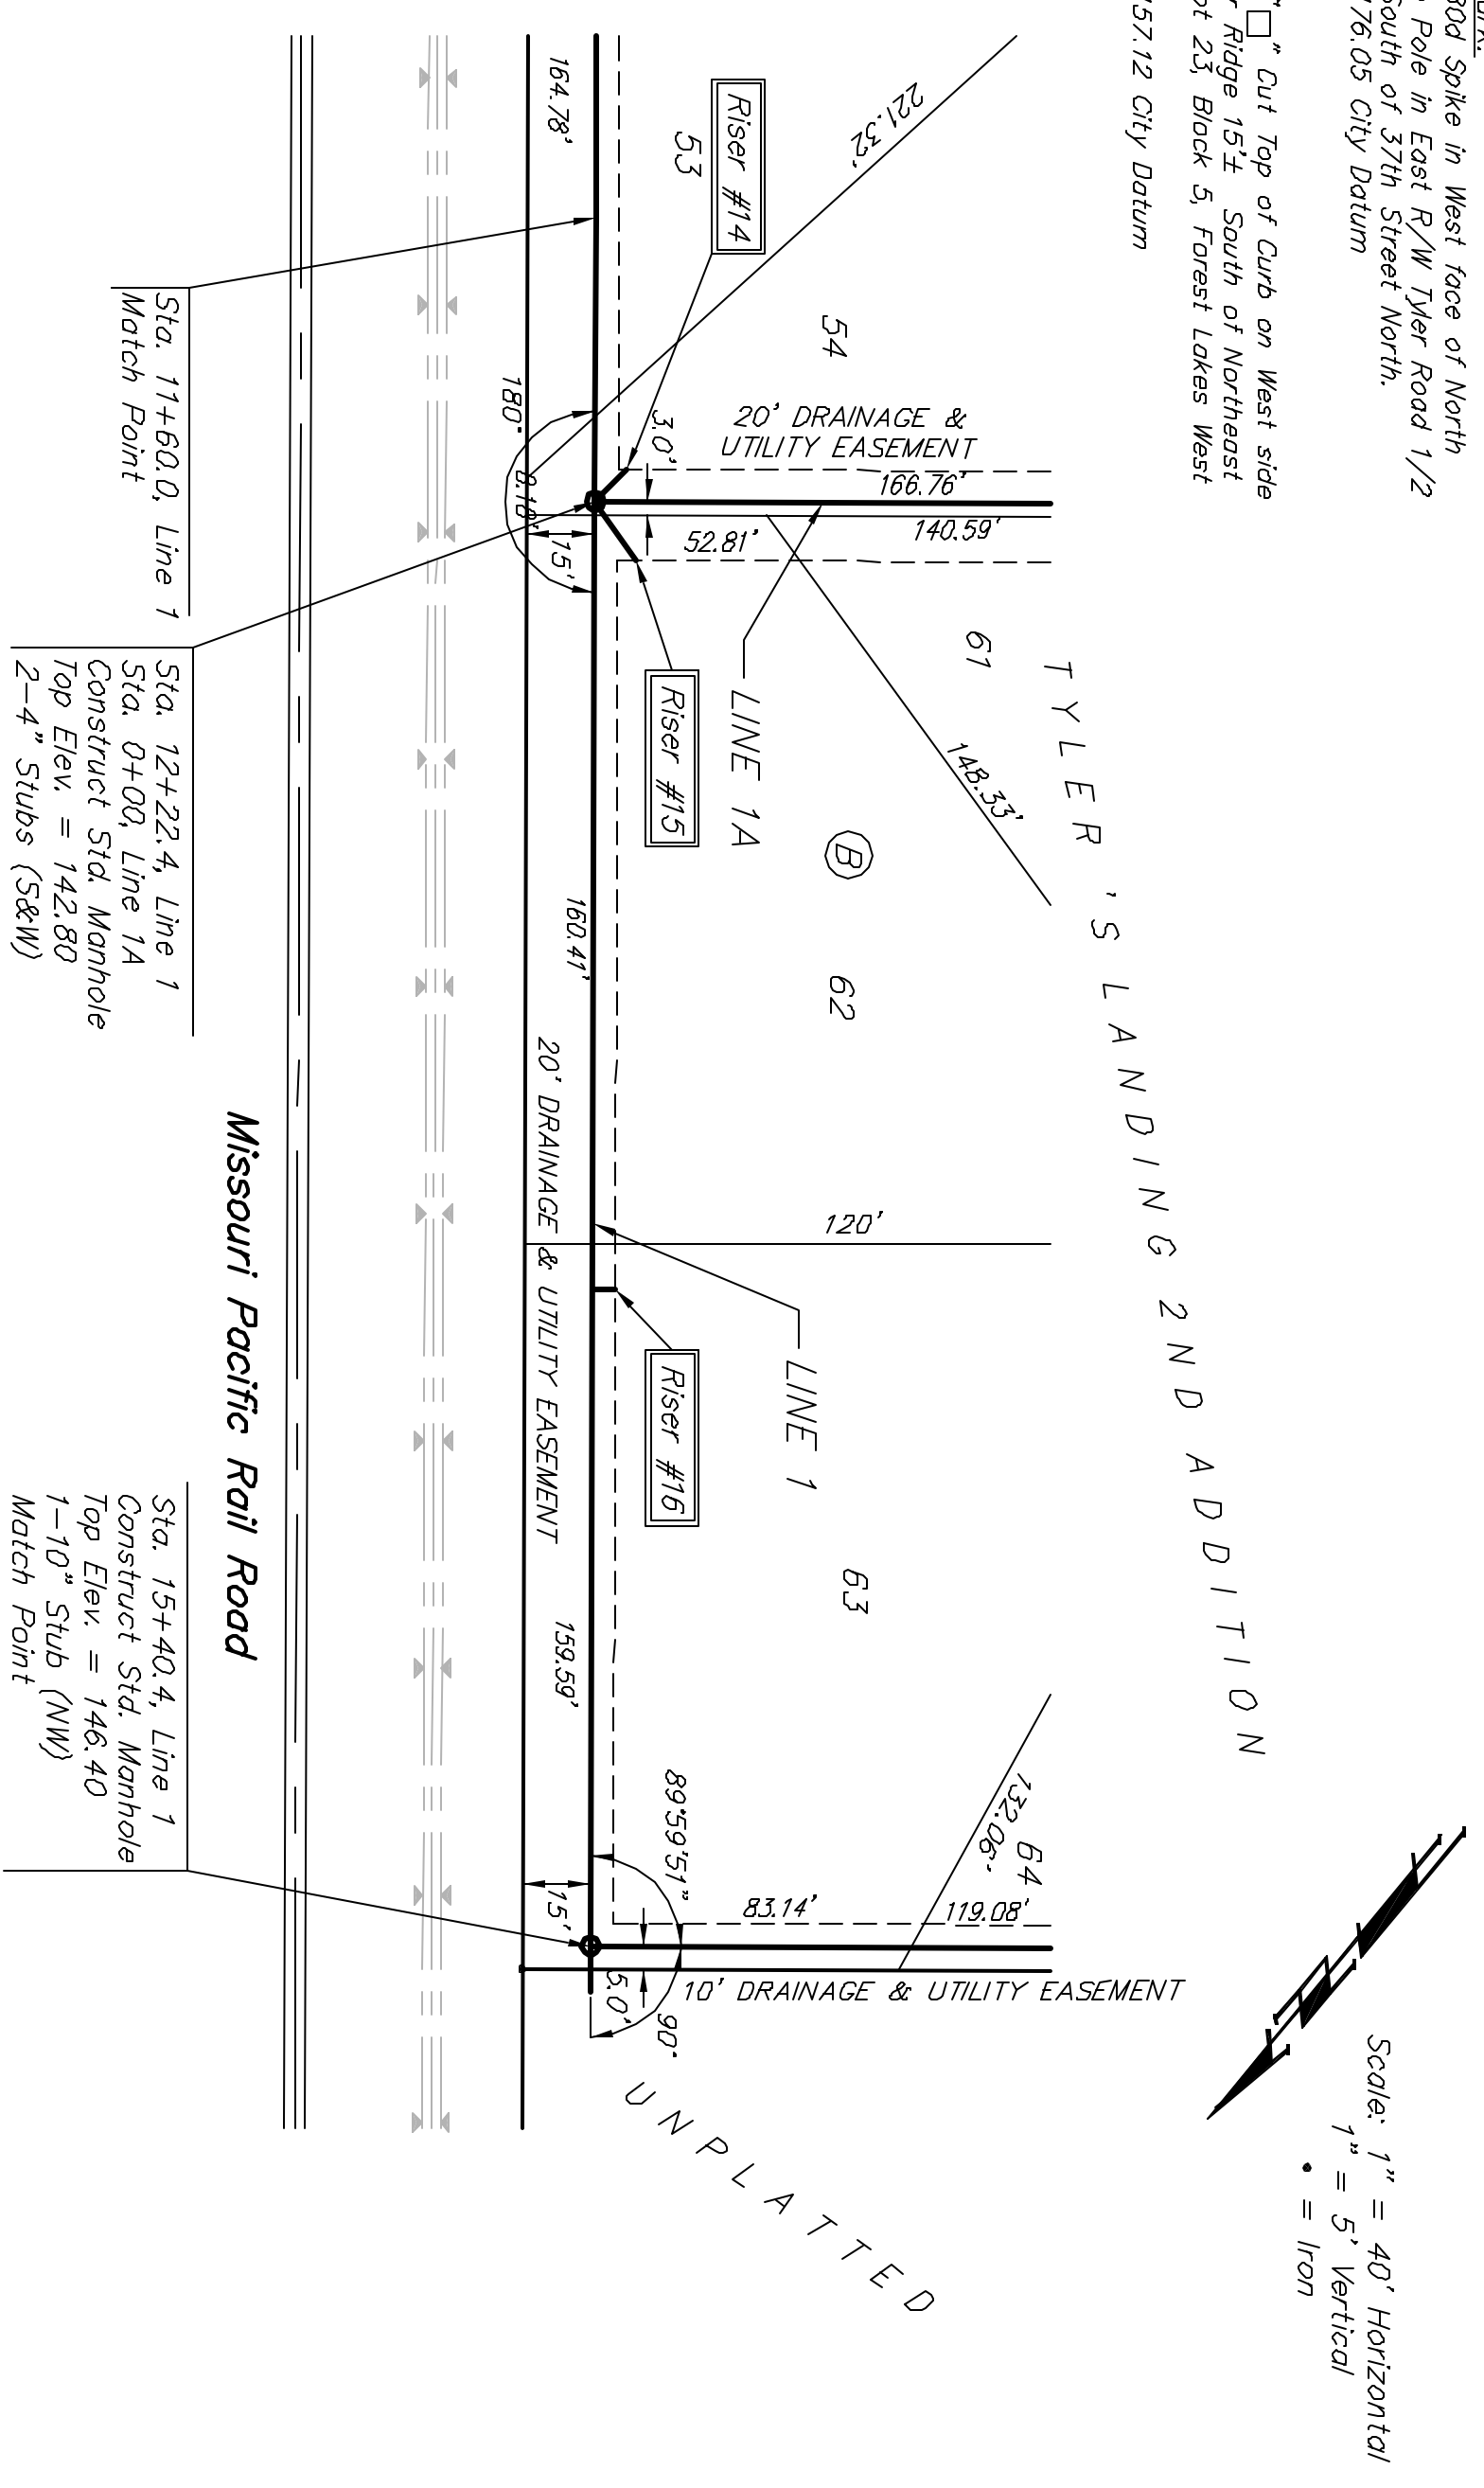 80d Spike in West face of North
Pole in East R/W Tyler Road 1/2
South of 37th Street North.
176.05 City Datum
"□" Cut Top of Curb on West side
Ridge 15'± South of Northeast
23, Block 5, Forest Lakes West
157.12 City Datum
Scale: 1" = 40' Horizontal
1" = 5' Vertical
• = Iron
TYLER'S LANDING 2ND ADDITION
UNPLATTED
221.32'
Riser #14
53
164.78'
54
20' DRAINAGE &
UTILITY EASEMENT
3.0'
166.76'
140.59'
52.81'
180°
15'
61
148.33'
LINE 1A
Riser #15
B
62
160.41'
20' DRAINAGE & UTILITY EASEMENT
120'
LINE 1
Riser #16
63
159.59'
132.06'
64
89°59'51"
83.14'
119.08'
15'
5.0'
90°
10' DRAINAGE & UTILITY EASEMENT
Sta. 11+60.0, Line 1
Match Point
Sta. 12+22.4, Line 1
Sta. 0+00, Line 1A
Construct Std. Manhole
Top Elev. = 142.80
2-4" Stubs (S&W)
Missouri Pacific Rail Road
Sta. 15+40.4, Line 1
Construct Std. Manhole
Top Elev. = 146.40
1-10" Stub (NW)
Match Point